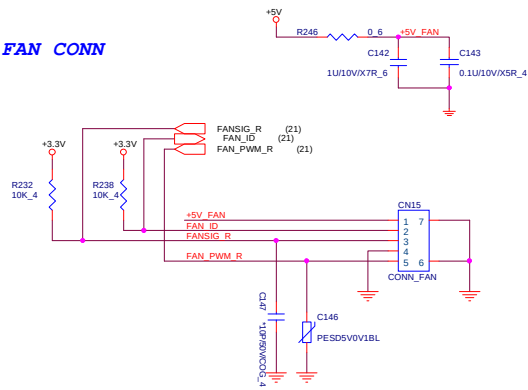 +5V
R246 0_6 +5V_FAN
FAN CONN
C142 C143
1U/10V/X7R_6 0.1U/10V/X5R_4
FANSIG_R (21)
FAN_ID (21)
FAN_PWM_R (21)
+3.3V +3.3V
R232 R238
10K_4 10K_4
CN15
+5V_FAN 1 7
FAN_ID 2
FANSIG_R 3
4
FAN_PWM_R 5 6
CONN_FAN
C147
*10P/50V/COG_4
C146
PESD5V0V1BL